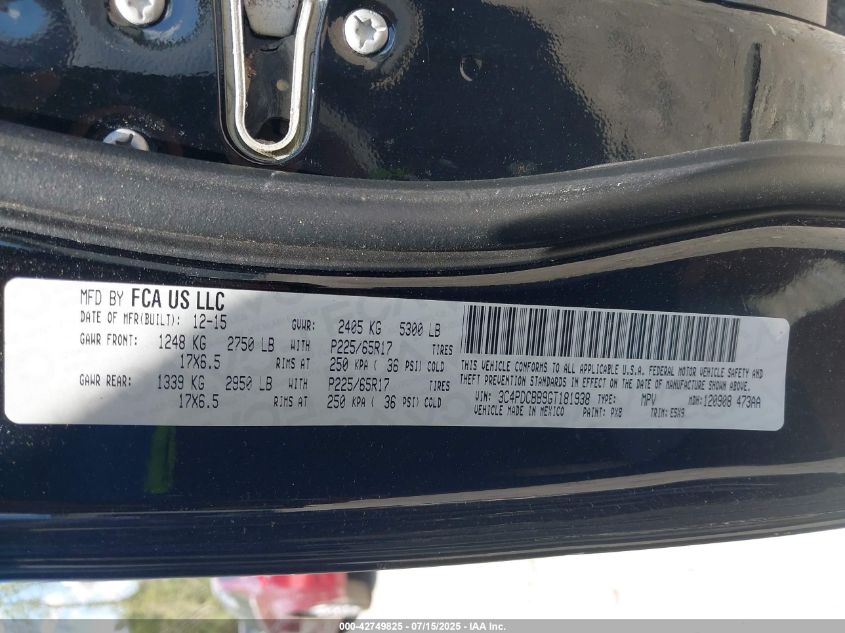 MFD BY FCA US LLC
DATE OF MFR(BUILT): 12-15 GVWR: 2405 KG 5300 LB
GAWR FRONT: 1248 KG 2750 LB WITH P225/65R17 TIRES
17X6.5 RIMS AT 250 KPA ( 36 PSI) COLD
GAWR REAR: 1339 KG 2950 LB WITH P225/65R17 TIRES
17X6.5 RIMS AT 250 KPA ( 36 PSI) COLD
THIS VEHICLE CONFORMS TO ALL APPLICABLE U.S.A. FEDERAL MOTOR VEHICLE SAFETY AND
THEFT PREVENTION STANDARDS IN EFFECT ON THE DATE OF MANUFACTURE SHOWN ABOVE.
VIN: 3C4PDCBB9GT181938 TYPE: MPV MDH: 120908 473AA
VEHICLE MADE IN MEXICO PAINT: PX8 TRIM: E5X9
000-42749825 / 07/15/2025 - IAA Inc.